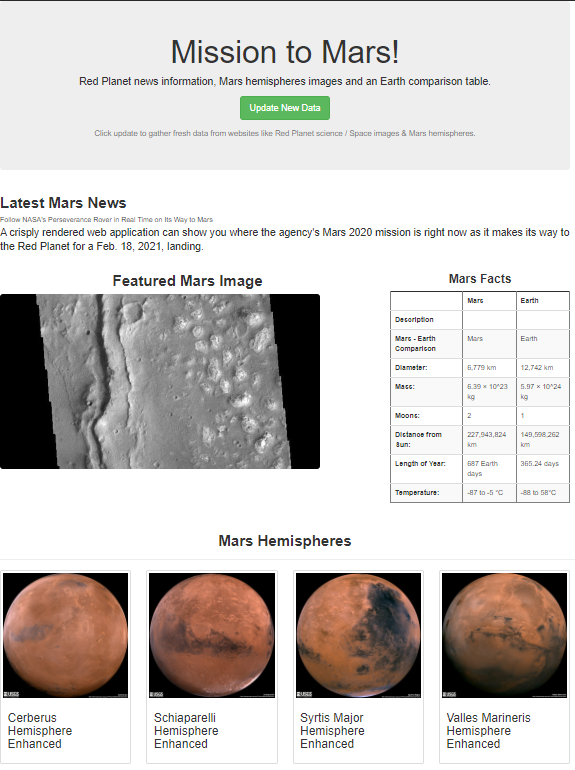 Mission to Mars!
Red Planet news information, Mars hemispheres images and an Earth comparison table.
Update New Data
Click update to gather fresh data from websites like Red Planet science / Space images & Mars hemispheres.
Latest Mars News
Follow NASA's Perseverance Rover in Real Time on Its Way to Mars
A crisply rendered web application can show you where the agency's Mars 2020 mission is right now as it makes its way to
the Red Planet for a Feb. 18, 2021, landing.
Featured Mars Image
Mars Facts
Mars Earth
Description
Mars - Earth Mars Earth
Comparison
Diameter: 6,779 km 12,742 km
Mass: 6.39 × 10^23 5.97 × 10^24
kg kg
Moons: 2 1
Distance from 227,943,824 149,598,262
Sun: km km
Length of Year: 687 Earth 365.24 days
days
Temperature: -87 to -5 °C -88 to 58°C
Mars Hemispheres
Cerberus
Hemisphere
Enhanced
Schiaparelli
Hemisphere
Enhanced
Syrtis Major
Hemisphere
Enhanced
Valles Marineris
Hemisphere
Enhanced